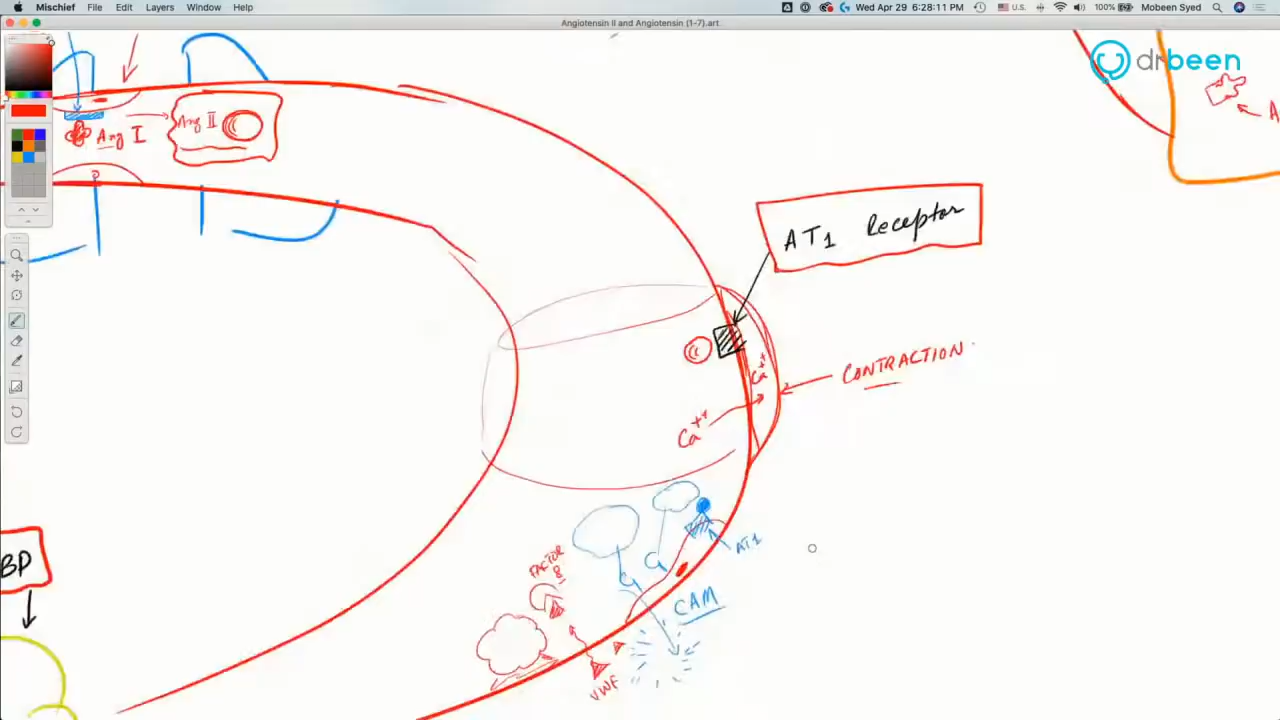 Mischief File Edit Layers Window Help
U.S. 100% Wed Apr 29 6:28:11 PM Mobeen Syed
Angiotensin II and Angiotensin (1-7).art
drbeen
Ang I
Ang II
A
AT1 Receptor
CONTRACTION
Ca++
Ca++
BP
FACTOR
8
AT1
CAM
VWF